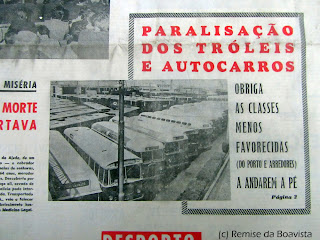 MISÉRIA
MORTE
RTAVA
PARALISAÇÃO
DOS TRÓLEIS
E AUTOCARROS
OBRIGA
AS CLASSES
MENOS
FAVORECIDAS
(DO PORTO E ARREDORES)
A ANDAREM A PÉ
Página 7
DESPORTO
(c) Remise da Boavista